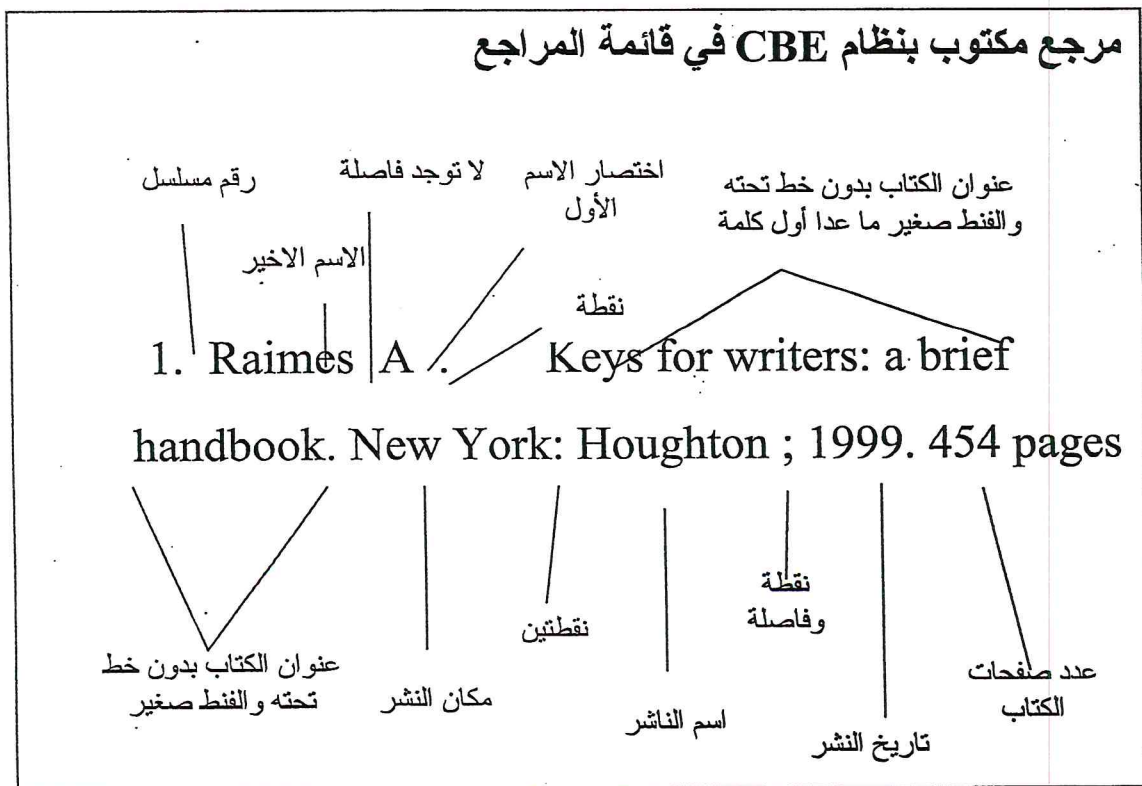 مرجع مكتوب بنظام CBE في قائمة المراجع
عنوان الكتاب بدون خط تحته
والفنط صغير ما عدا أول كلمة
اختصار الاسم
الأول
لا توجد فاصلة
رقم مسلسل
الاسم الاخير
نقطة
1. Raimes A . Keys for writers: a brief
handbook. New York: Houghton ; 1999. 454 pages
عنوان الكتاب بدون خط
تحته والفنط صغير
مكان النشر
نقطتين
اسم الناشر
نقطة
وفاصلة
تاريخ النشر
عدد صفحات
الكتاب